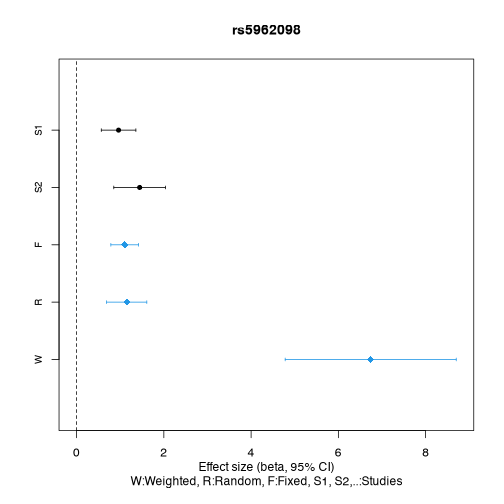 rs5962098
S1
S2
F
R
W
0 2 4 6 8
Effect size (beta, 95% CI)
W:Weighted, R:Random, F:Fixed, S1, S2,..:Studies